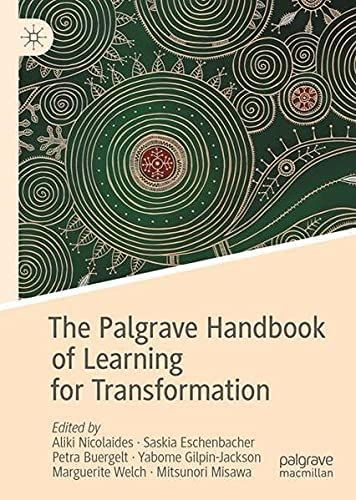 The Palgrave Handbook
of Learning
for Transformation
Edited by
Aliki Nicolaides · Saskia Eschenbacher
Petra Buergelt · Yabome Gilpin-Jackson
Marguerite Welch · Mitsunori Misawa
palgrave
macmillan